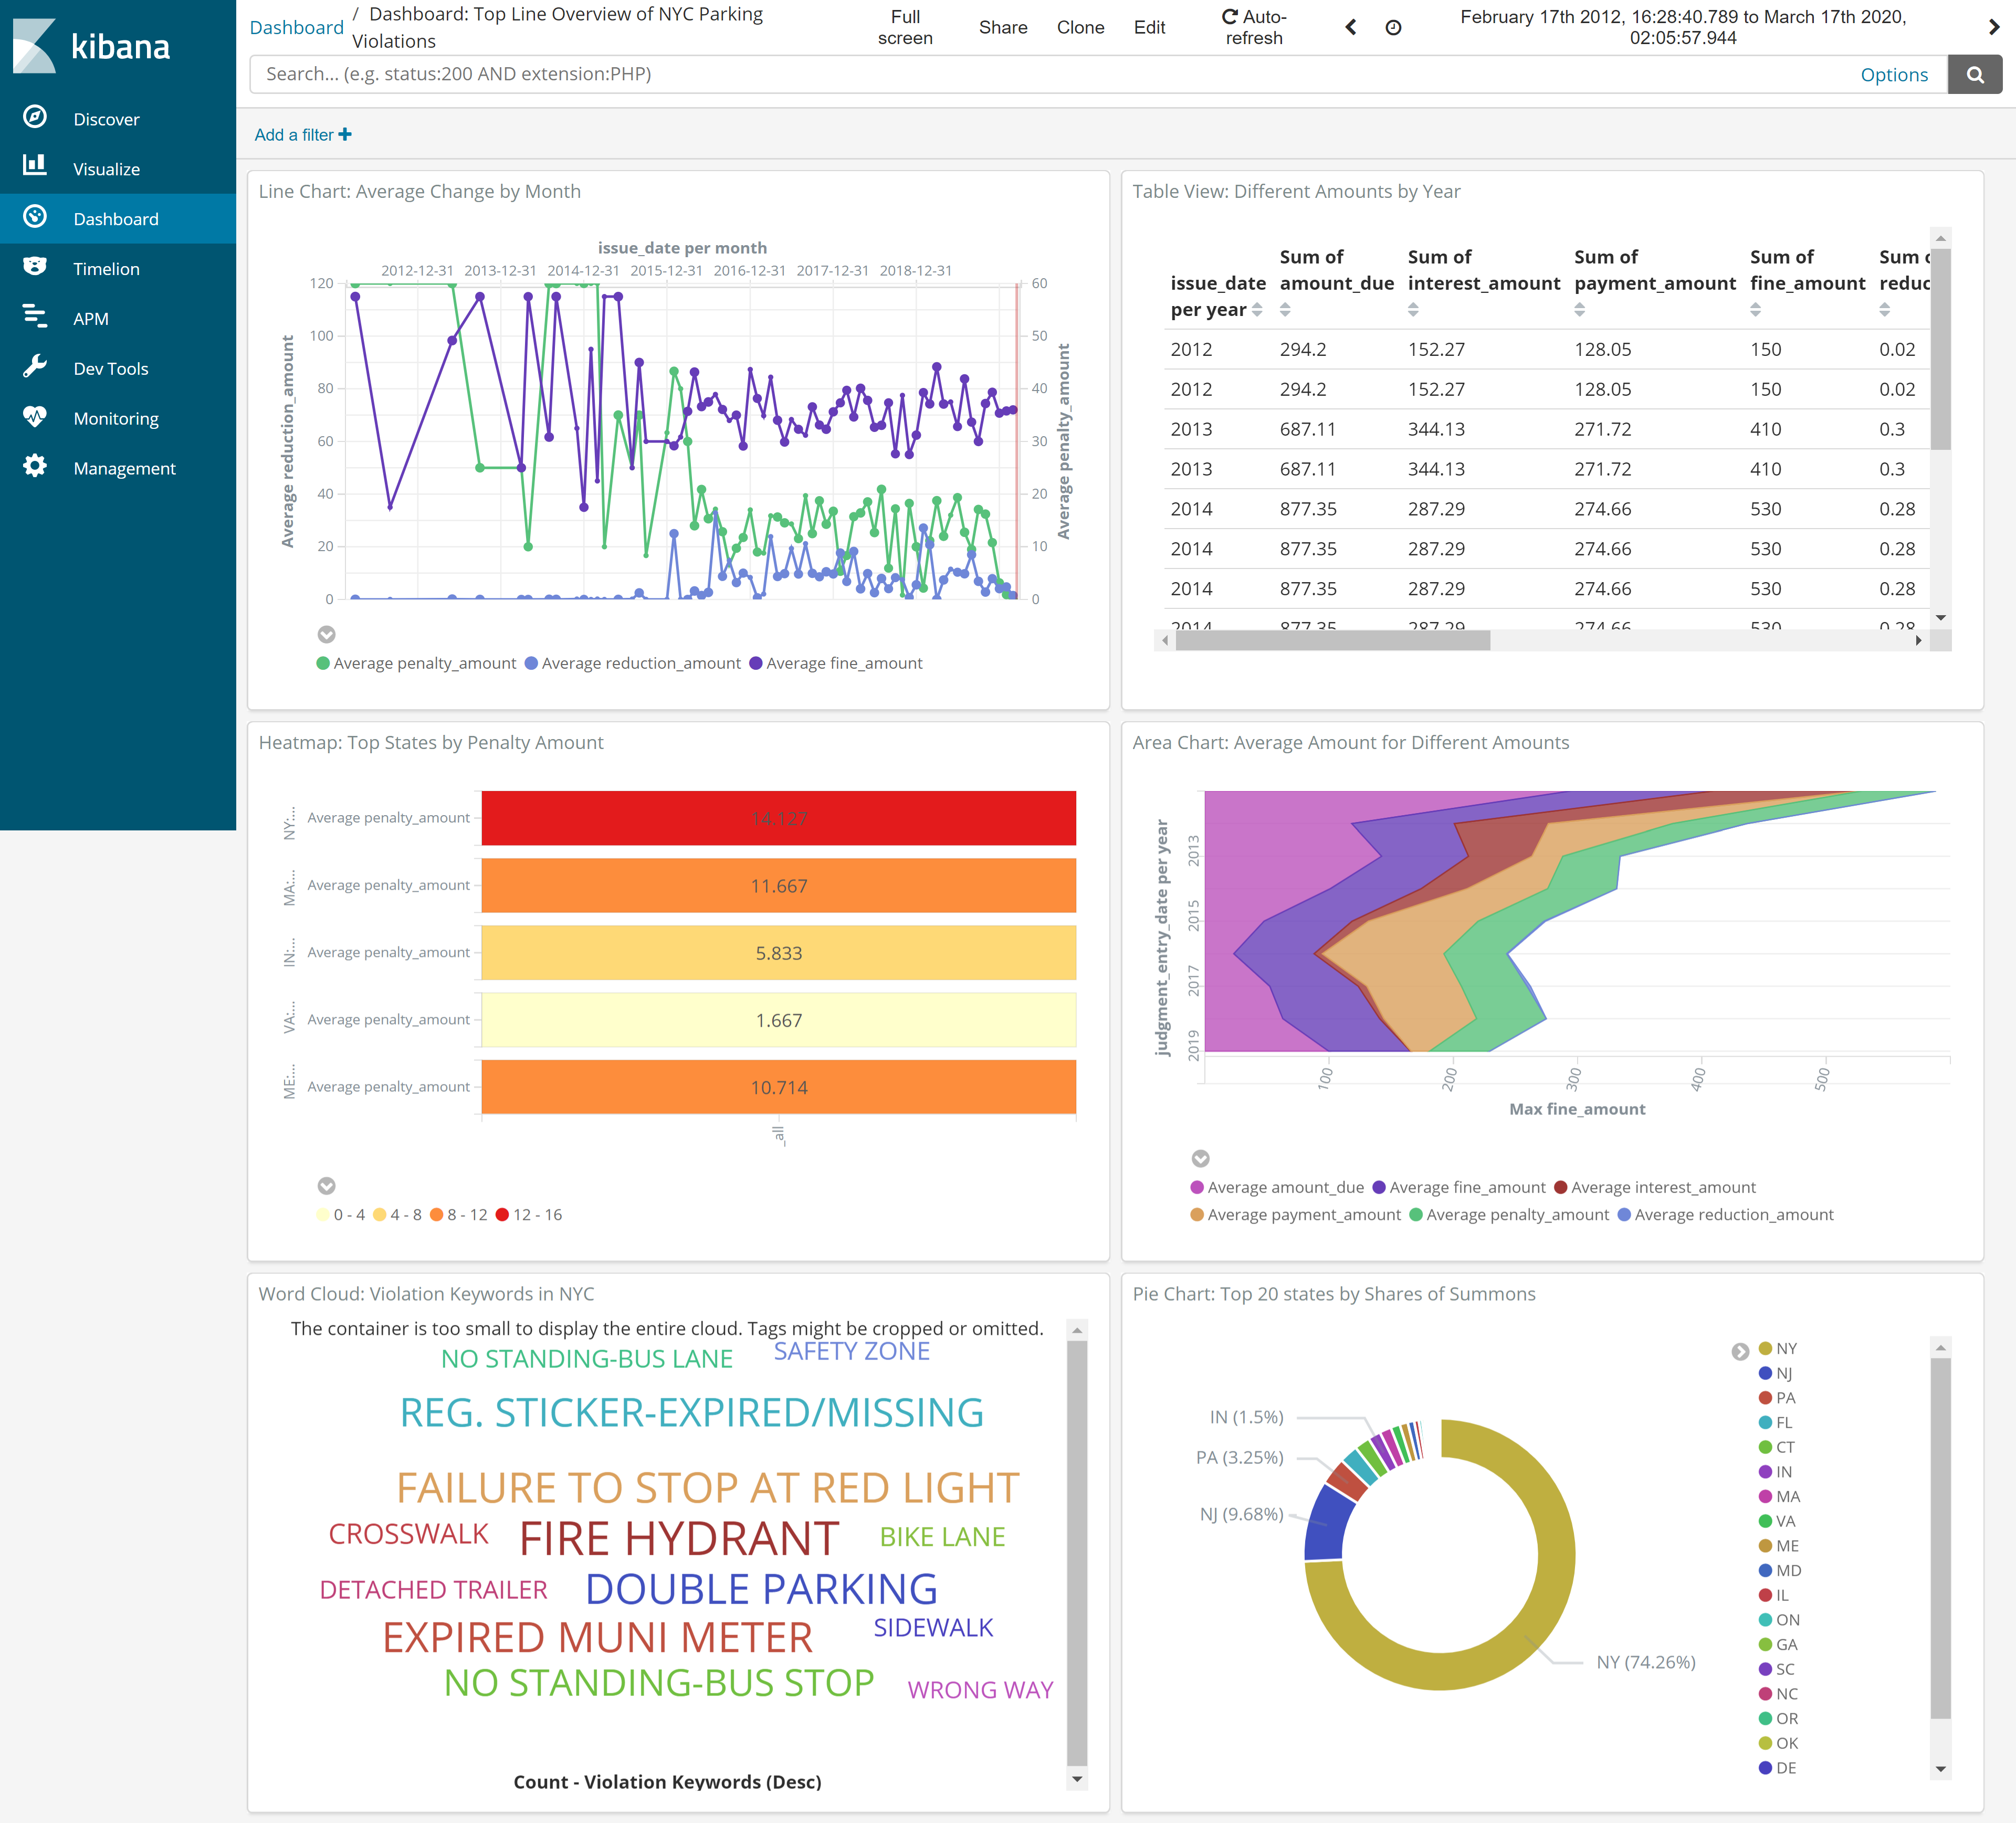 kibana
Discover
Visualize
Dashboard
Timelion
APM
Dev Tools
Monitoring
Management
Dashboard / Dashboard: Top Line Overview of NYC Parking
Violations
Full
screen
Share
Clone
Edit
Auto-
refresh
February 17th 2012, 16:28:40.789 to March 17th 2020,
02:05:57.944
Search... (e.g. status:200 AND extension:PHP)
Options
Add a filter
Line Chart: Average Change by Month
issue_date per month
2012-12-31 2013-12-31 2014-12-31 2015-12-31 2016-12-31 2017-12-31 2018-12-31
120
100
80
60
40
20
0
Average reduction_amount
60
50
40
30
20
10
0
Average penalty_amount
Average penalty_amount Average reduction_amount Average fine_amount
Table View: Different Amounts by Year
issue_date per year Sum of amount_due Sum of interest_amount Sum of payment_amount Sum of fine_amount Sum reduc
2012 294.2 152.27 128.05 150 0.02
2012 294.2 152.27 128.05 150 0.02
2013 687.11 344.13 271.72 410 0.3
2013 687.11 344.13 271.72 410 0.3
2014 877.35 287.29 274.66 530 0.28
2014 877.35 287.29 274.66 530 0.28
2014 877.35 287.29 274.66 530 0.28
2014 877.35 287.29 274.66 530 0.28
Heatmap: Top States by Penalty Amount
NY:... Average penalty_amount 14.127
MA:... Average penalty_amount 11.667
IN:... Average penalty_amount 5.833
VA:... Average penalty_amount 1.667
ME:... Average penalty_amount 10.714
_all
0 - 4 4 - 8 8 - 12 12 - 16
Area Chart: Average Amount for Different Amounts
judgment_entry_date per year
2013
2015
2017
2019
100 200 300 400 500
Max fine_amount
Average amount_due Average fine_amount Average interest_amount
Average payment_amount Average penalty_amount Average reduction_amount
Word Cloud: Violation Keywords in NYC
The container is too small to display the entire cloud. Tags might be cropped or omitted.
NO STANDING-BUS LANE SAFETY ZONE
REG. STICKER-EXPIRED/MISSING
FAILURE TO STOP AT RED LIGHT
CROSSWALK FIRE HYDRANT BIKE LANE
DETACHED TRAILER DOUBLE PARKING
EXPIRED MUNI METER SIDEWALK
NO STANDING-BUS STOP WRONG WAY
Count - Violation Keywords (Desc)
Pie Chart: Top 20 states by Shares of Summons
IN (1.5%)
PA (3.25%)
NJ (9.68%)
NY (74.26%)
NY
NJ
PA
FL
CT
IN
MA
VA
ME
MD
IL
ON
GA
SC
NC
OR
OK
DE